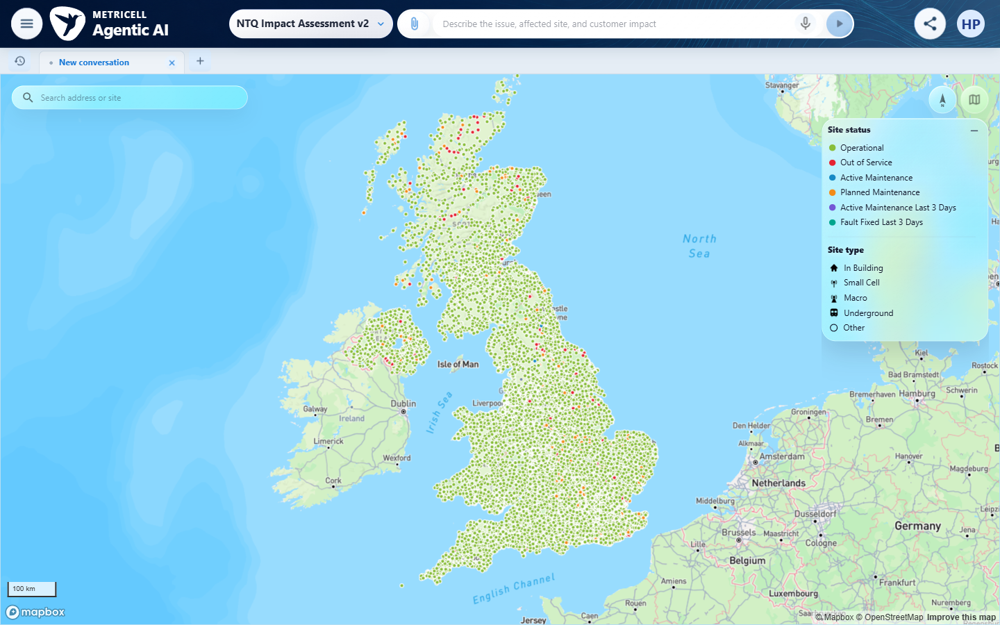 METRICELL
Agentic AI
NTQ Impact Assessment v2
Describe the issue, affected site, and customer impact
HP
New conversation
Search address or site
Site status
Operational
Out of Service
Active Maintenance
Planned Maintenance
Active Maintenance Last 3 Days
Fault Fixed Last 3 Days
Site type
In Building
Small Cell
Macro
Underground
Other
Stavanger
North
Sea
Isle of Man
Irish Sea
Dublin
Galway
Ireland
Limerick
Wexford
Cork
English Channel
Kiel
Rostock
Bad Bramstedt
Bremerhaven
Hamburg
Schwerin
Groningen
Bremen
Den Helder
Alkmaar
Amsterdam
Hanover
Magdeburg
Netherlands
Middelburg
Dusseldorf
Brussels
Maastricht
Germany
Jena
Lille
Cologne
Belgium
Amiens
Frankfurt
Luxembourg
Rouen
Nuremberg
Jersey
Caen
100 km
mapbox
© Mapbox © OpenStreetMap Improve this map